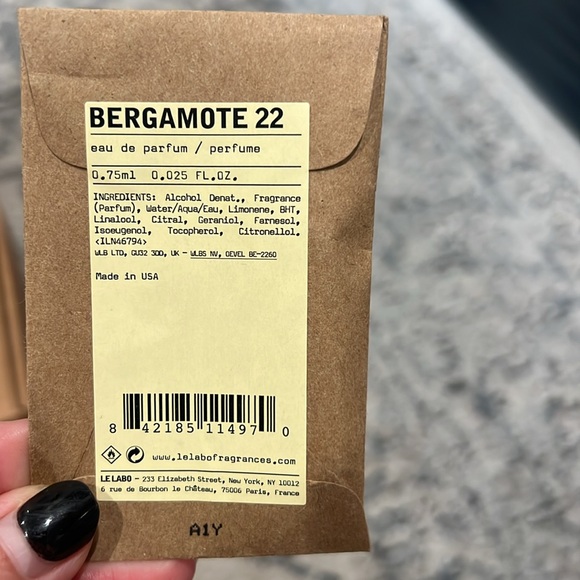 BERGAMOTE 22
eau de parfum / perfume
0.75ml 0.025 FL.OZ.
INGREDIENTS: Alcohol Denat., Fragrance
(Parfum), Water/Aqua/Eau, Limonene, BHT,
Linalool, Citral, Geraniol, Farnesol,
Isoeugenol, Tocopherol, Citronellol.
<ILN46794>
WLB LTD, GU32 3QQ, UK - WLBS NV, GEVEL BE-2260
Made in USA
8 42185 11497 0
www.lelabofragrances.com
LE LABO - 233 Elizabeth Street, New York, NY 10012
6 rue de Bourbon le Château, 75006 Paris, France
A1Y